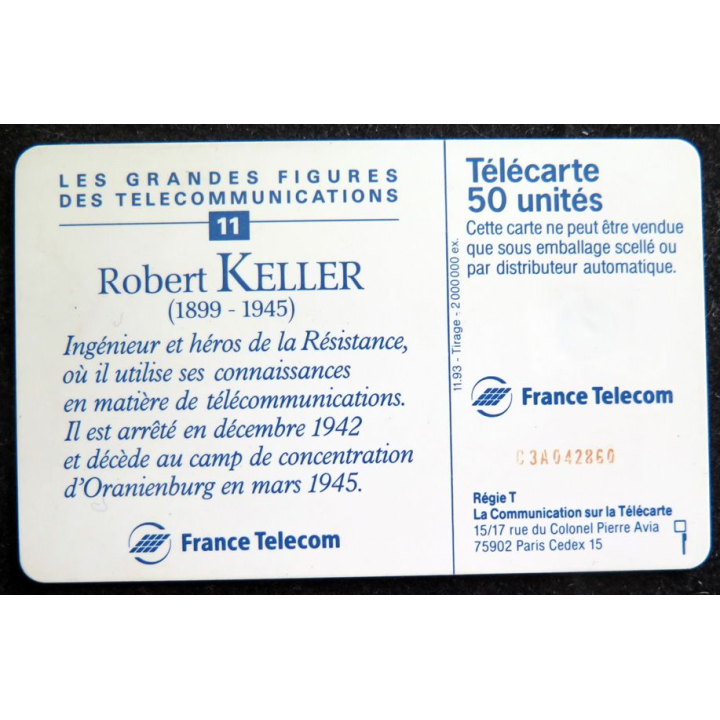 LES GRANDES FIGURES
DES TELECOMMUNICATIONS
11
Robert KELLER
(1899 - 1945)
Ingénieur et héros de la Résistance,
où il utilise ses connaissances
en matière de télécommunications.
Il est arrêté en décembre 1942
et décède au camp de concentration
d'Oranienburg en mars 1945.
France Telecom
11.93 - Tirage - 2 000 000 ex.
Télécarte
50 unités
Cette carte ne peut être vendue
que sous emballage scellé ou
par distributeur automatique.
France Telecom
C3A042860
Régie T
La Communication sur la Télécarte
15/17 rue du Colonel Pierre Avia
75902 Paris Cedex 15